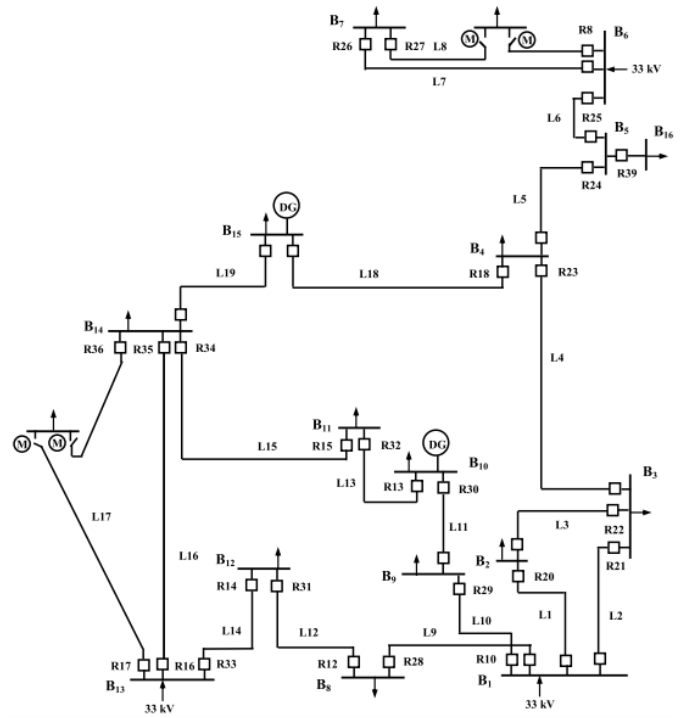 B7
R26
R27
L8
M
M
R8
B6
33 kV
L7
L6
R25
B5
B16
R24
R39
L5
DG
B15
B4
R18
R23
L19
L18
B14
R36
R35
R34
L4
M
M
B11
R15
R32
DG
B10
L15
L13
R13
R30
B3
L17
L16
L11
L3
R22
R21
B12
B2
R14
R31
B9
R20
R29
L14
L12
L9
L10
L1
L2
R17
R16
R33
R12
R28
R10
B13
B8
B1
33 kV
33 kV